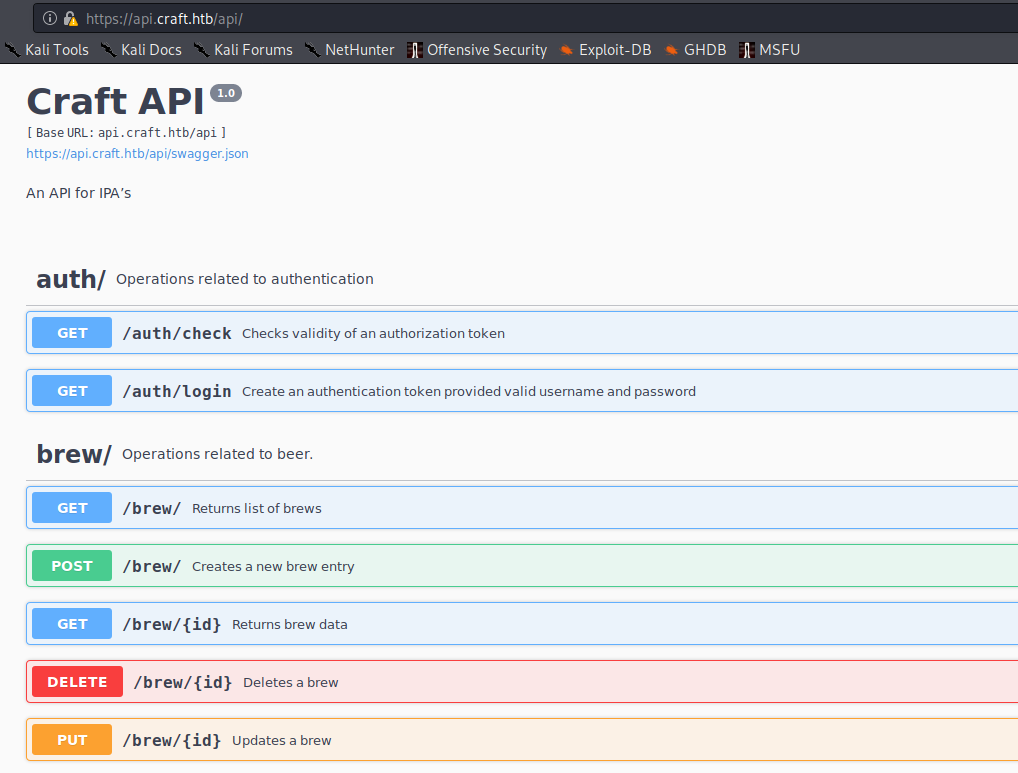 https://api.craft.htb/api/
Kali Tools Kali Docs Kali Forums NetHunter Offensive Security Exploit-DB GHDB MSFU
Craft API 1.0
[ Base URL: api.craft.htb/api ]
https://api.craft.htb/api/swagger.json
An API for IPA’s
auth/ Operations related to authentication
GET /auth/check Checks validity of an authorization token
GET /auth/login Create an authentication token provided valid username and password
brew/ Operations related to beer.
GET /brew/ Returns list of brews
POST /brew/ Creates a new brew entry
GET /brew/{id} Returns brew data
DELETE /brew/{id} Deletes a brew
PUT /brew/{id} Updates a brew